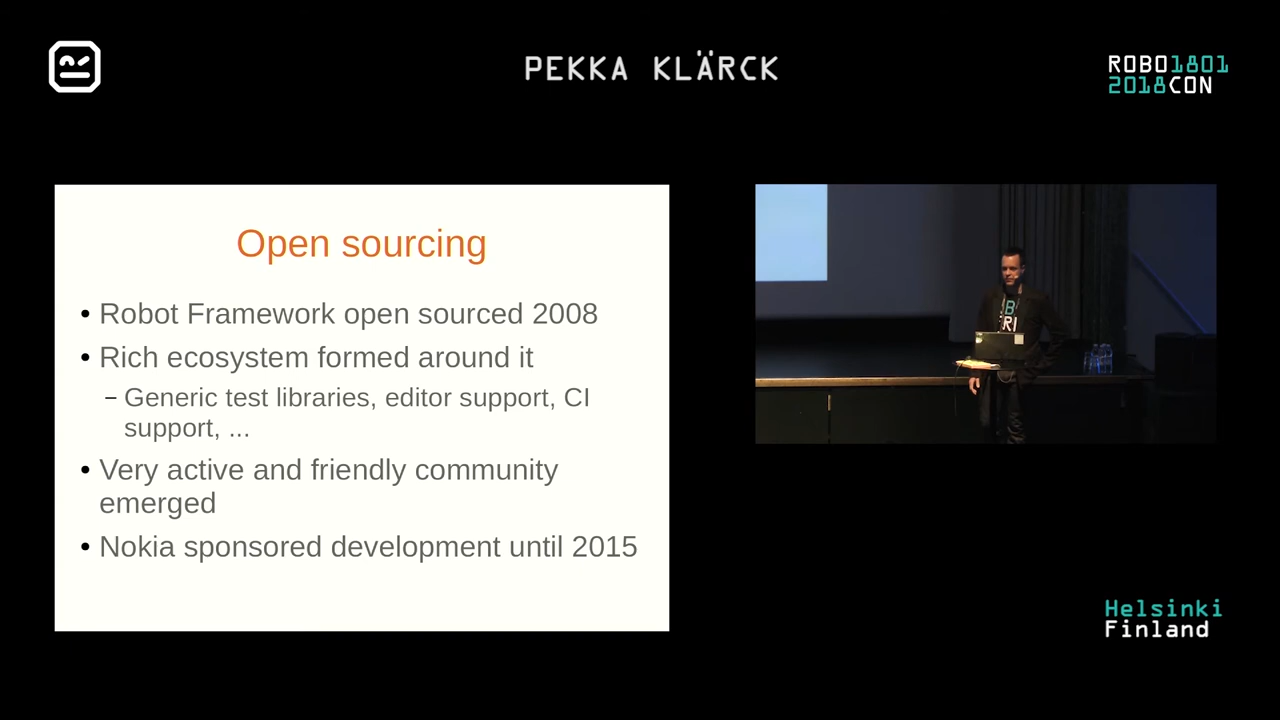 PEKKA KLÄRCK
ROBO1801
2018CON
Open sourcing
• Robot Framework open sourced 2008
• Rich ecosystem formed around it
– Generic test libraries, editor support, CI
support, ...
• Very active and friendly community
emerged
• Nokia sponsored development until 2015
Helsinki
Finland